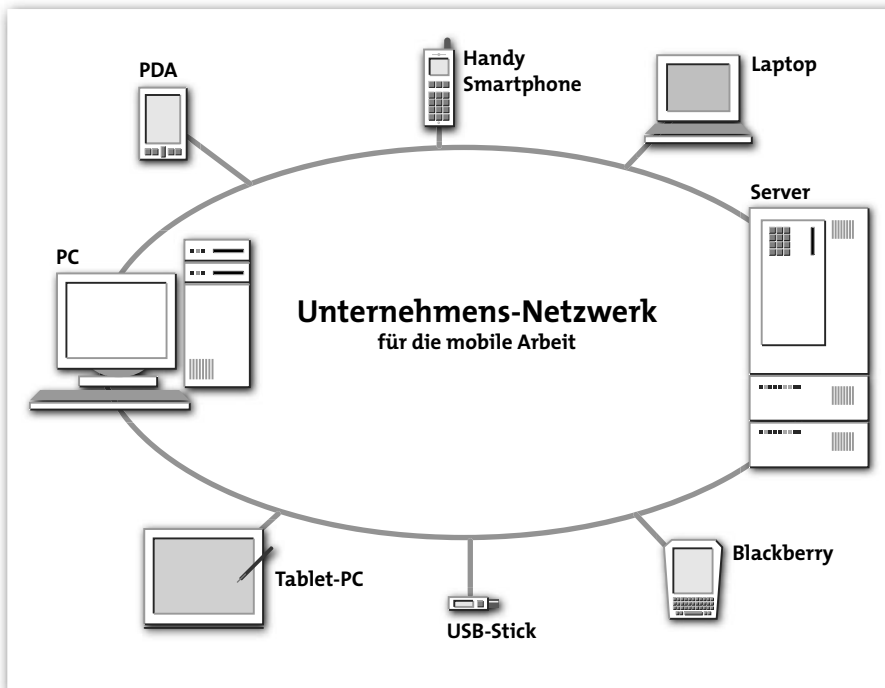 PDA
Handy
Smartphone
Laptop
Server
PC
Unternehmens-Netzwerk
für die mobile Arbeit
Tablet-PC
USB-Stick
Blackberry